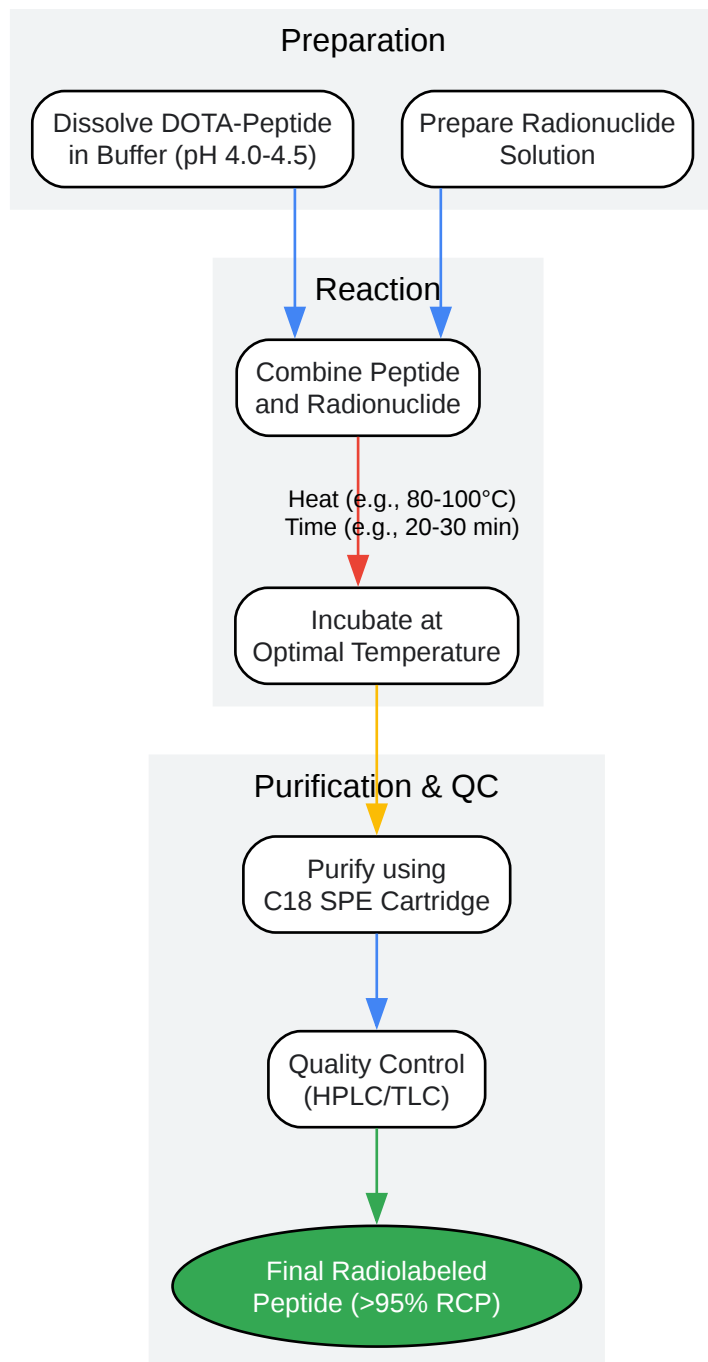 Preparation
Dissolve DOTA-Peptide
in Buffer (pH 4.0-4.5)
Prepare Radionuclide
Solution
Reaction
Combine Peptide
and Radionuclide
Heat (e.g., 80-100°C)
Time (e.g., 20-30 min)
Incubate at
Optimal Temperature
Purification & QC
Purify using
C18 SPE Cartridge
Quality Control
(HPLC/TLC)
Final Radiolabeled
Peptide (>95% RCP)